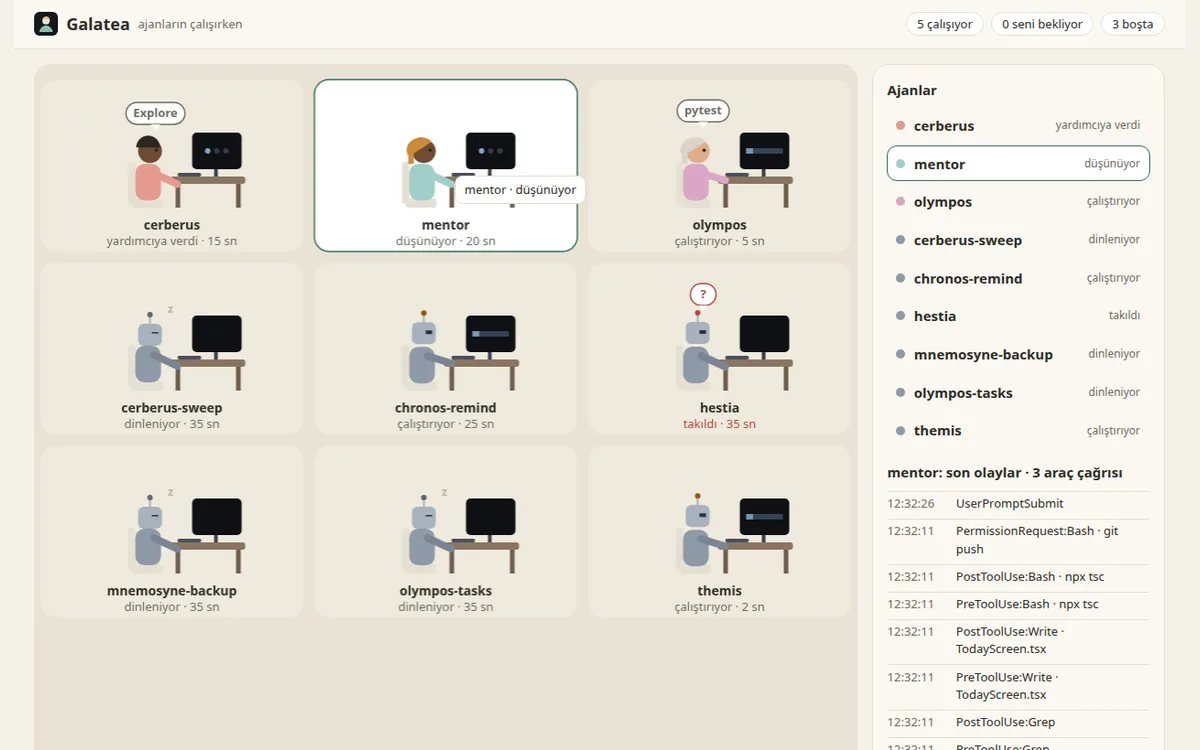 Galatea ajanların çalışırken
5 çalışıyor
0 seni bekliyor
3 boşta
Explore
cerberus
yardımcıya verdi · 15 sn
mentor · düşünüyor
mentor
düşünüyor · 20 sn
pytest
olympos
çalıştırıyor · 5 sn
z
cerberus-sweep
dinleniyor · 35 sn
chronos-remind
çalıştırıyor · 25 sn
?
hestia
takıldı · 35 sn
z
mnemosyne-backup
dinleniyor · 35 sn
z
olympos-tasks
dinleniyor · 35 sn
themis
çalıştırıyor · 2 sn
Ajanlar
cerberus yardımcıya verdi
mentor düşünüyor
olympos çalıştırıyor
cerberus-sweep dinleniyor
chronos-remind çalıştırıyor
hestia takıldı
mnemosyne-backup dinleniyor
olympos-tasks dinleniyor
themis çalıştırıyor
mentor: son olaylar · 3 araç çağrısı
12:32:26 UserPromptSubmit
12:32:11 PermissionRequest:Bash · git
push
12:32:11 PostToolUse:Bash · npx tsc
12:32:11 PreToolUse:Bash · npx tsc
12:32:11 PostToolUse:Write ·
TodayScreen.tsx
12:32:11 PreToolUse:Write ·
TodayScreen.tsx
12:32:11 PostToolUse:Grep
12:32:11 PreToolUse:Grep